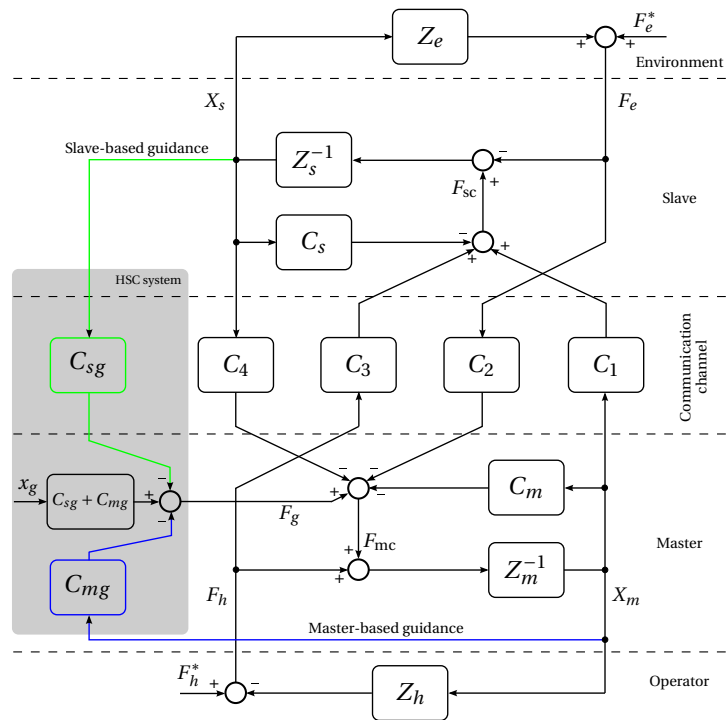 Z_e
F_e^*
+
+
Environment
X_s
F_e
Slave-based guidance
Z_s^{-1}
−
+
F_sc
Slave
C_s
−
+
+
HSC system
C_sg
C_4
C_3
C_2
C_1
Communication channel
−
−
−
−
x_g
C_sg + C_mg
+
−
F_g
+
C_m
F_mc
Master
C_mg
+
+
Z_m^{-1}
F_h
X_m
Master-based guidance
F_h^*
+
−
Z_h
Operator